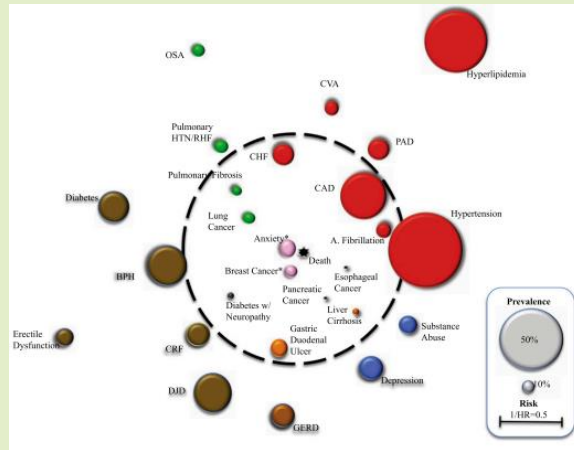 OSA
Hyperlipidemia
CVA
Pulmonary
HTN/RHF
PAD
CHF
Pulmonary Fibrosis
CAD
Diabetes
Lung
Cancer
Hypertension
A. Fibrillation
Anxiety*
Death
Breast Cancer*
Esophageal
Cancer
BPH
Pancreatic
Cancer
Diabetes w/
Neuropathy
Liver
Cirrhosis
Prevalence
50%
10%
Risk
1/HR=0.5
Substance
Abuse
Erectile
Dysfunction
CRF
Gastric
Duodenal
Ulcer
Depression
DJD
GERD